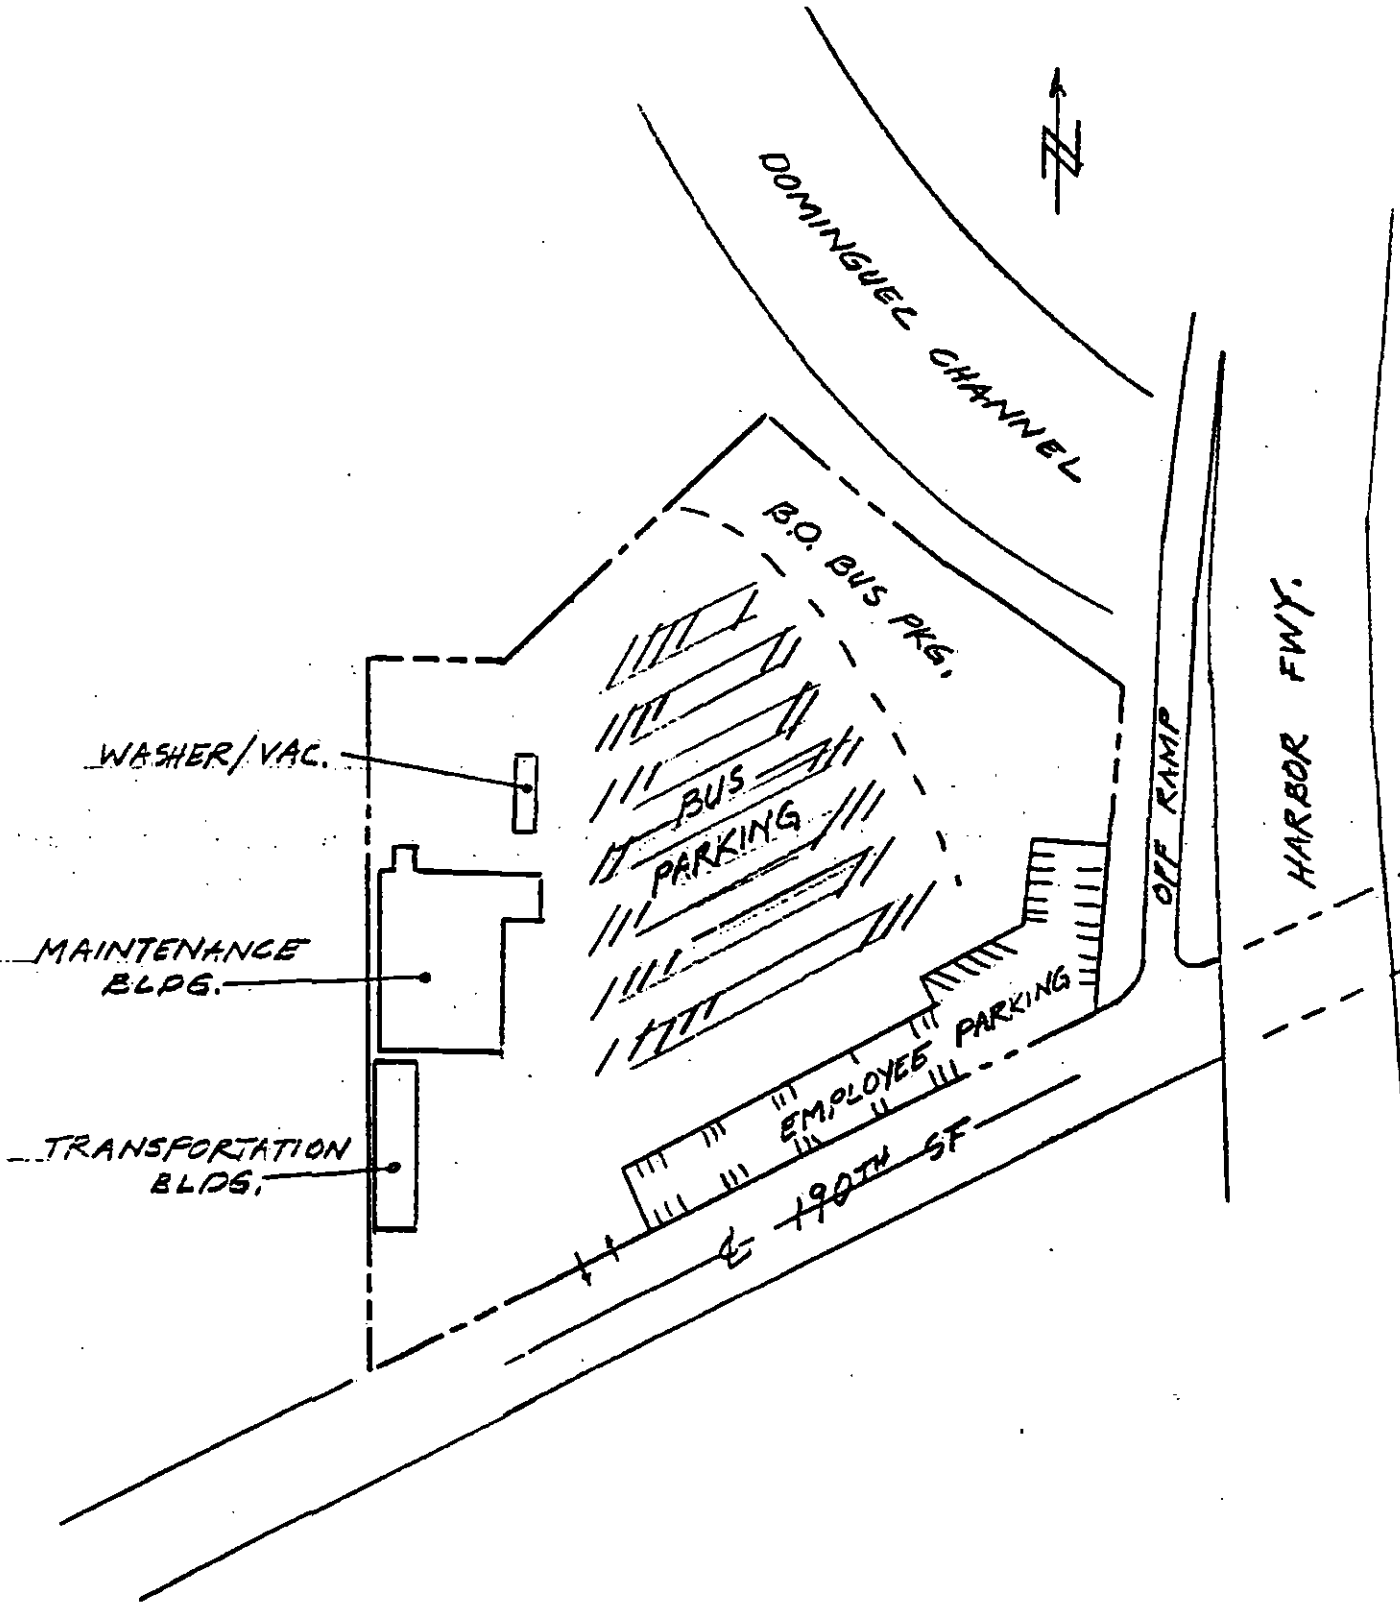 N
DOMINGUEZ CHANNEL
B.O. BUS PKG.
HARBOR FWY.
OFF RAMP
WASHER/VAC.
BUS
PARKING
MAINTENANCE
BLDG.
EMPLOYEE PARKING
TRANSPORTATION
BLDG.
℄ 190TH ST